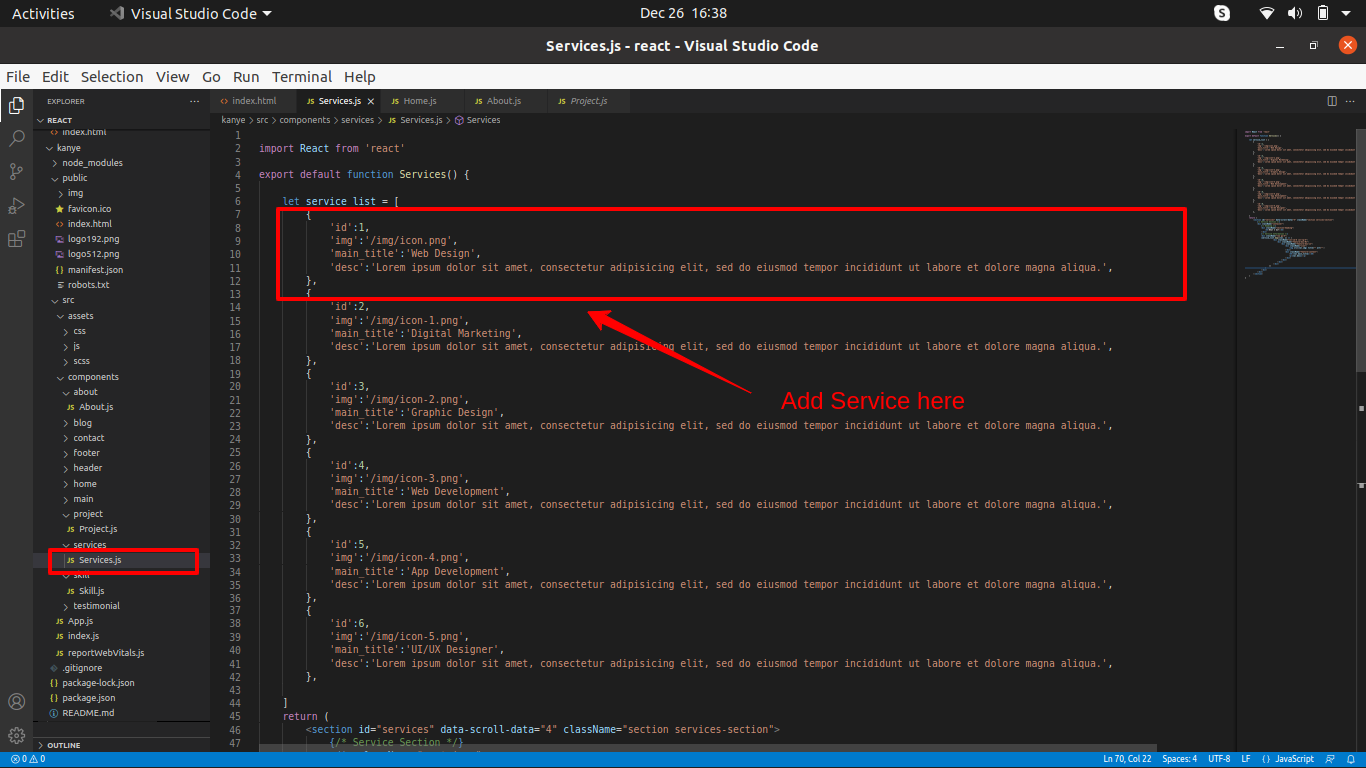 Activities
Visual Studio Code
Dec 26 16:38
Services.js - react - Visual Studio Code
File Edit Selection View Go Run Terminal Help
EXPLORER
REACT
index.html
kanye
node_modules
public
img
favicon.ico
index.html
logo192.png
logo512.png
manifest.json
robots.txt
src
assets
css
js
scss
components
about
About.js
blog
contact
footer
header
home
main
project
Project.js
services
Services.js
skill
Skill.js
testimonial
App.js
index.js
reportWebVitals.js
.gitignore
package-lock.json
package.json
README.md
OUTLINE
index.html Services.js Home.js About.js Project.js
kanye > src > components > services > JS Services.js > Services
1
2 import React from 'react'
3
4 export default function Services() {
5
6 let service list = [
7 {
8 'id':1,
9 'img':'/img/icon.png',
10 'main_title':'Web Design',
11 'desc':'Lorem ipsum dolor sit amet, consectetur adipisicing elit, sed do eiusmod tempor incididunt ut labore et dolore magna aliqua.',
12 },
13 {
14 'id':2,
15 'img':'/img/icon-1.png',
16 'main_title':'Digital Marketing',
17 'desc':'Lorem ipsum dolor sit amet, consectetur adipisicing elit, sed do eiusmod tempor incididunt ut labore et dolore magna aliqua.',
18 },
19 {
20 'id':3,
21 'img':'/img/icon-2.png',
22 'main_title':'Graphic Design',
23 'desc':'Lorem ipsum dolor sit amet, consectetur adipisicing elit, sed do eiusmod tempor incididunt ut labore et dolore magna aliqua.',
24 },
25 {
26 'id':4,
27 'img':'/img/icon-3.png',
28 'main_title':'Web Development',
29 'desc':'Lorem ipsum dolor sit amet, consectetur adipisicing elit, sed do eiusmod tempor incididunt ut labore et dolore magna aliqua.',
30 },
31 {
32 'id':5,
33 'img':'/img/icon-4.png',
34 'main_title':'App Development',
35 'desc':'Lorem ipsum dolor sit amet, consectetur adipisicing elit, sed do eiusmod tempor incididunt ut labore et dolore magna aliqua.',
36 },
37 {
38 'id':6,
39 'img':'/img/icon-5.png',
40 'main_title':'UI/UX Designer',
41 'desc':'Lorem ipsum dolor sit amet, consectetur adipisicing elit, sed do eiusmod tempor incididunt ut labore et dolore magna aliqua.',
42 },
43
44 ]
45 return (
46 <section id="services" data-scroll-data="4" className="section services-section">
47 {/* Service Section */}
Add Service here
0 0 Ln 70, Col 22 Spaces: 4 UTF-8 LF {} JavaScript